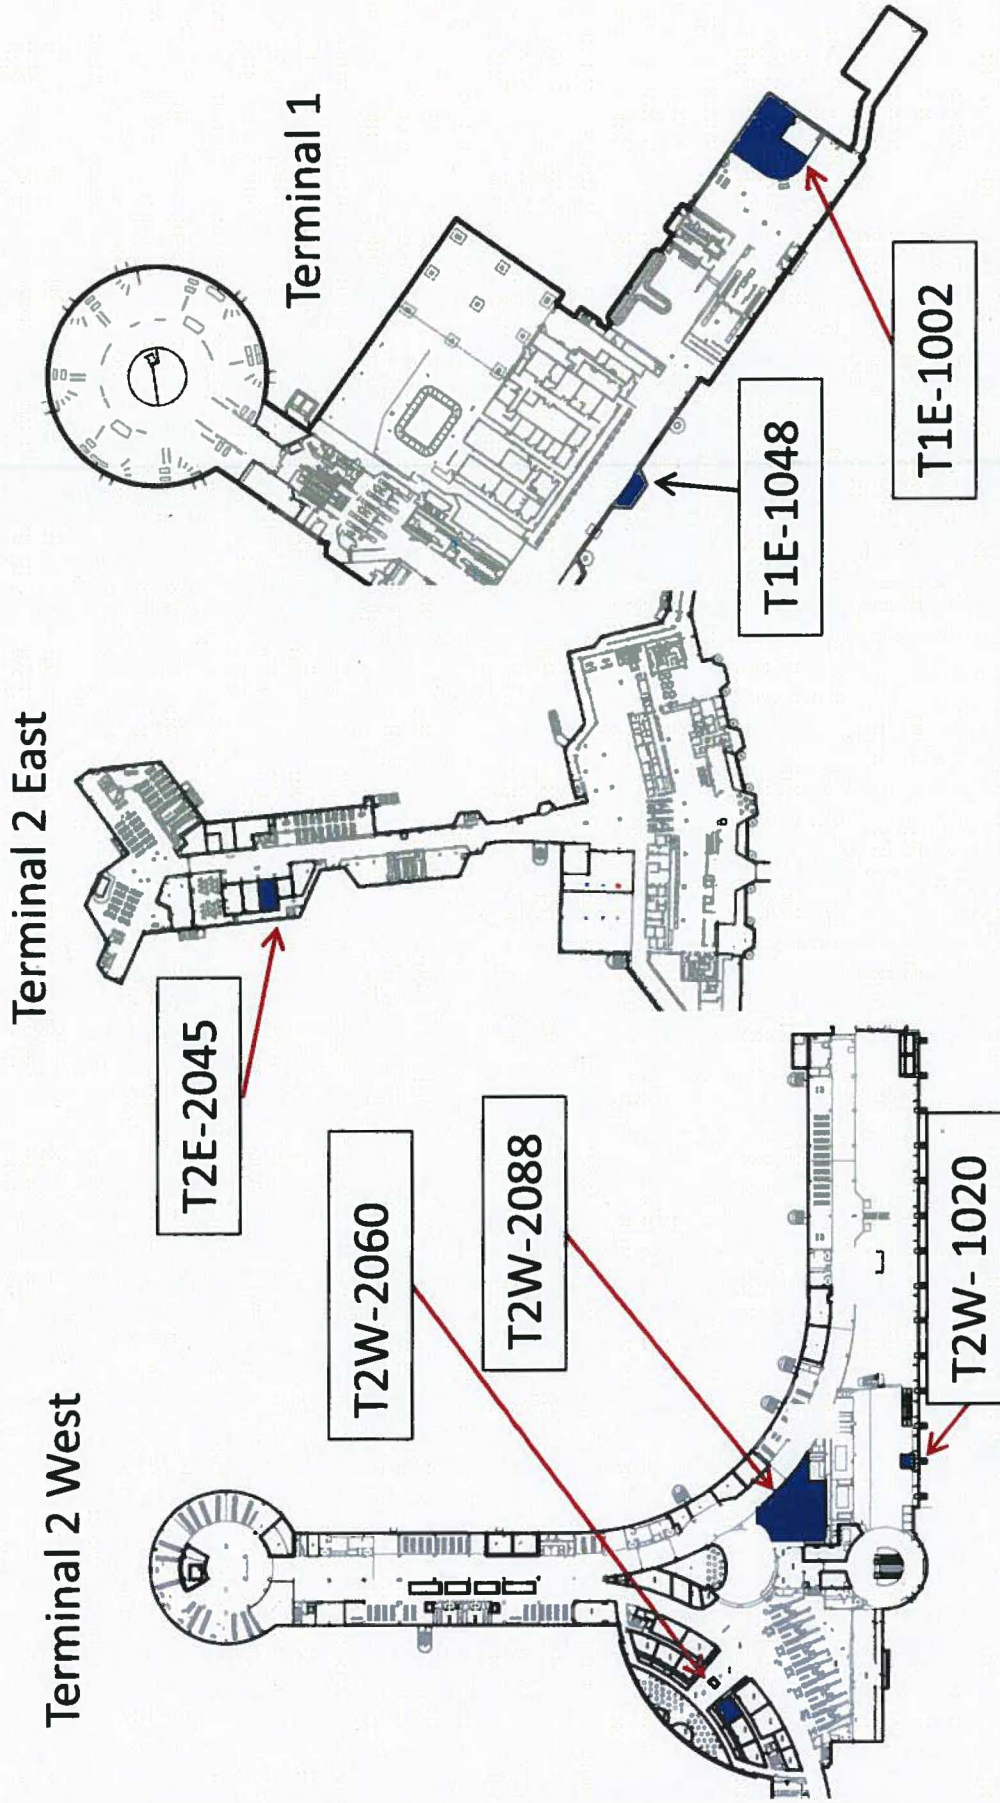 Terminal 2 West
Terminal 2 East
Terminal 1
T2E-2045
T2W-2060
T2W-2088
T2W- 1020
T1E-1048
T1E-1002